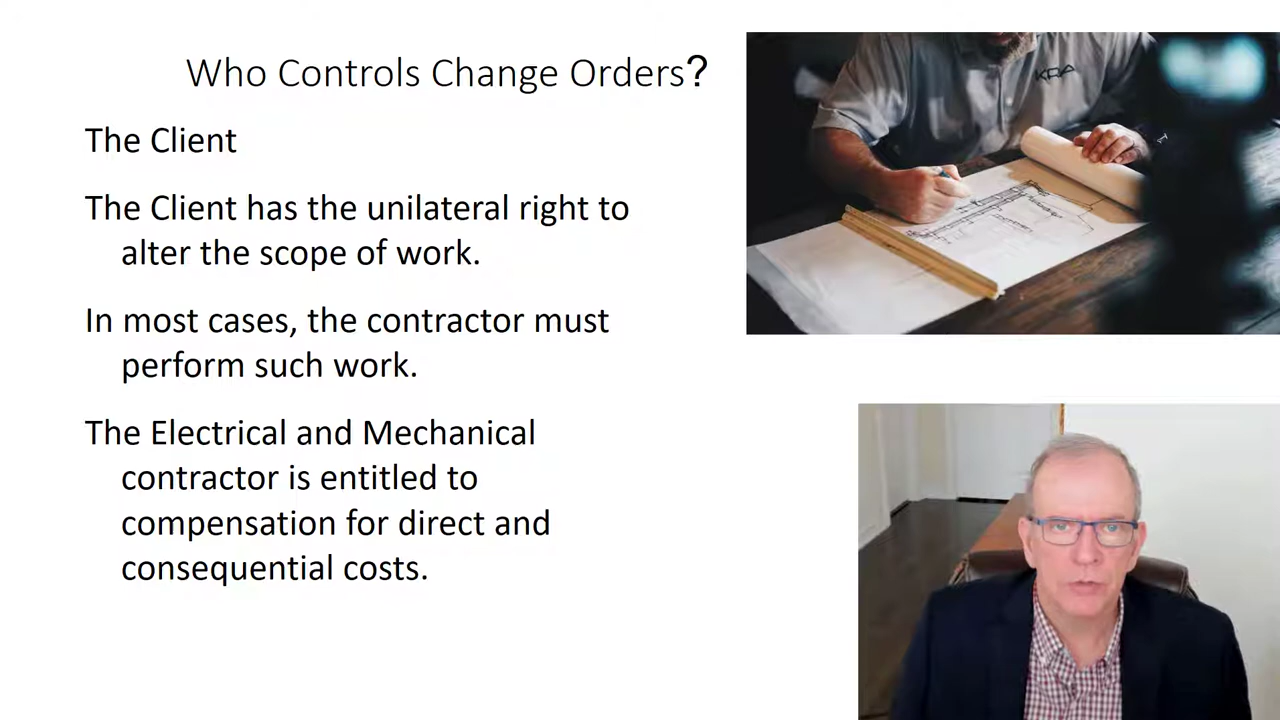 Who Controls Change Orders?
The Client
The Client has the unilateral right to
alter the scope of work.
In most cases, the contractor must
perform such work.
The Electrical and Mechanical
contractor is entitled to
compensation for direct and
consequential costs.